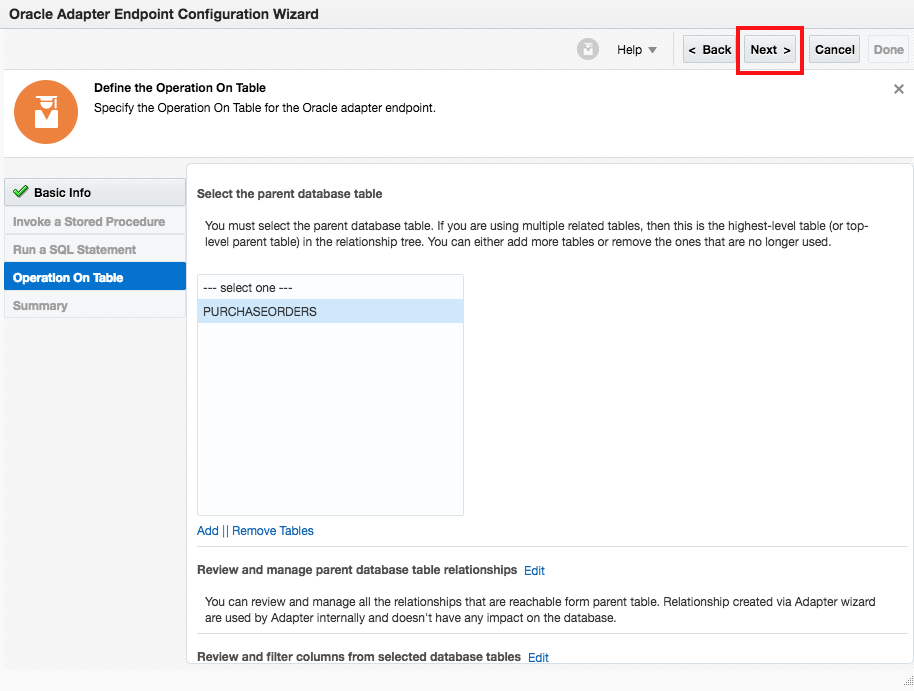 Oracle Adapter Endpoint Configuration Wizard
Help
< Back
Next >
Cancel
Done
Define the Operation On Table
Specify the Operation On Table for the Oracle adapter endpoint.
Basic Info
Invoke a Stored Procedure
Run a SQL Statement
Operation On Table
Summary
Select the parent database table
You must select the parent database table. If you are using multiple related tables, then this is the highest-level table (or top-
level parent table) in the relationship tree. You can either add more tables or remove the ones that are no longer used.
--- select one ---
PURCHASEORDERS
Add || Remove Tables
Review and manage parent database table relationships Edit
You can review and manage all the relationships that are reachable form parent table. Relationship created via Adapter wizard
are used by Adapter internally and doesn't have any impact on the database.
Review and filter columns from selected database tables Edit